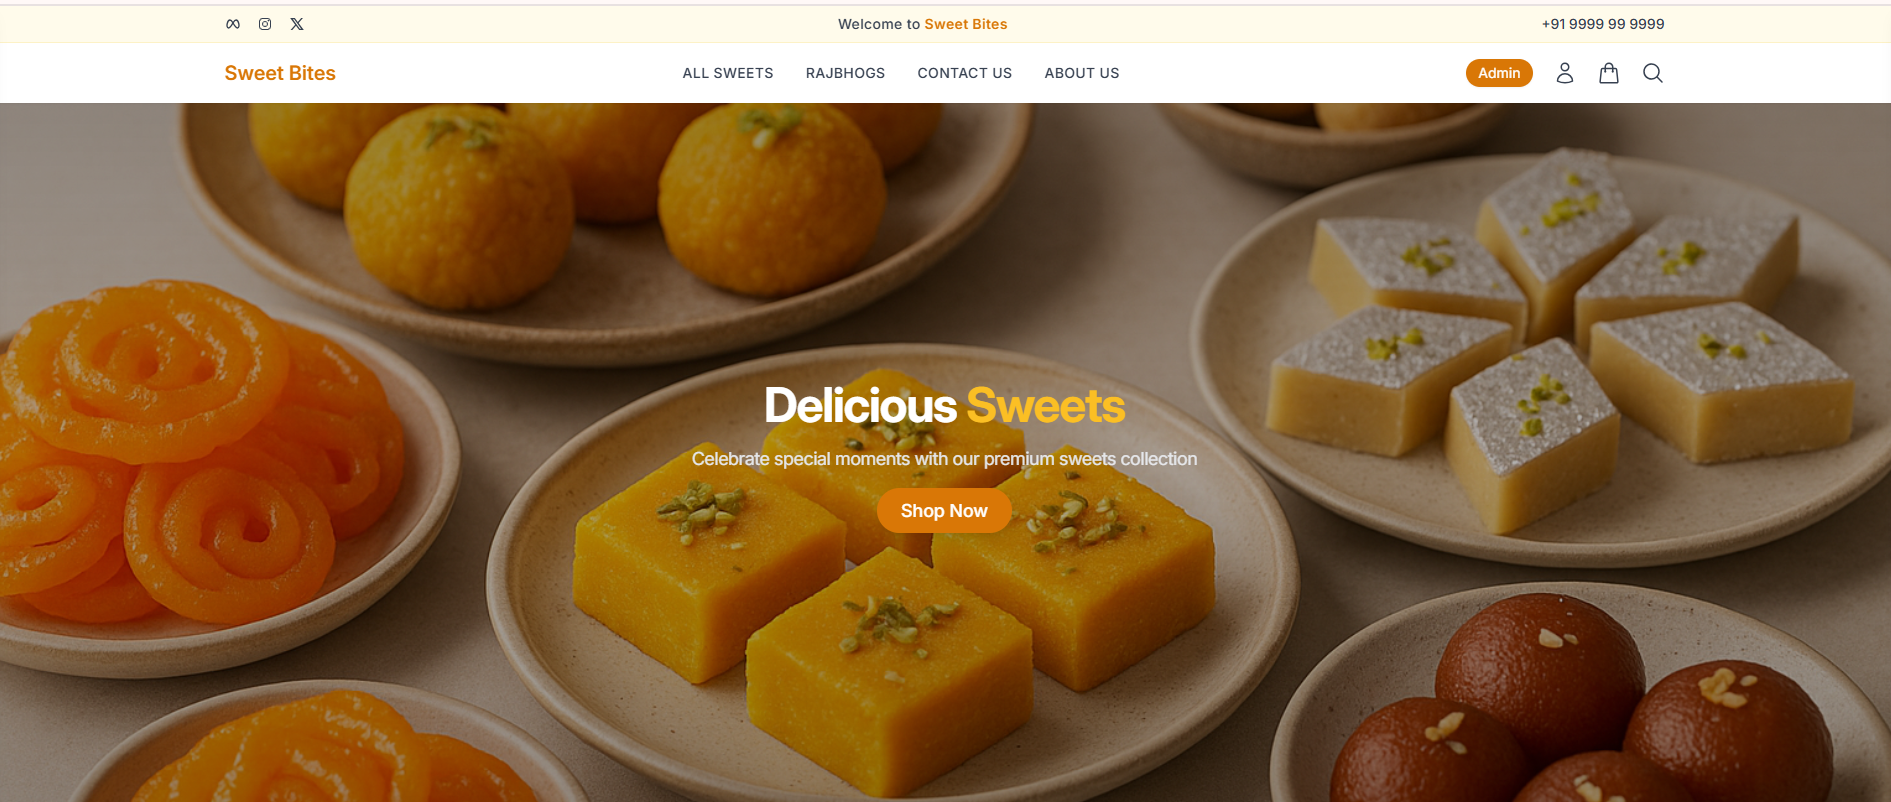 Welcome to Sweet Bites
+91 9999 99 9999
Sweet Bites
ALL SWEETS
RAJBHOGS
CONTACT US
ABOUT US
Admin
Delicious Sweets
Celebrate special moments with our premium sweets collection
Shop Now